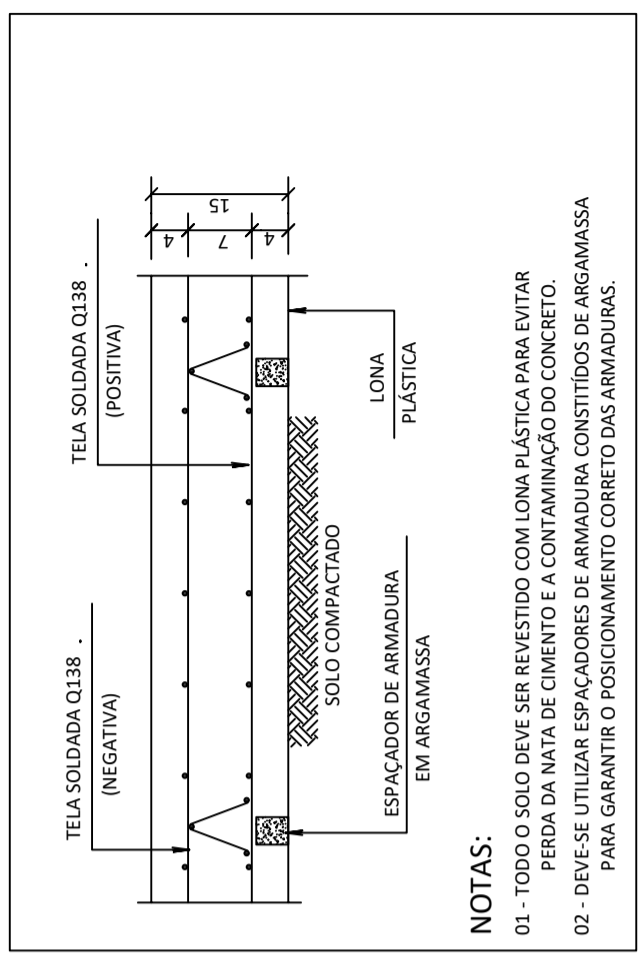 TELA SOLDADA Q138 .
(NEGATIVA)
TELA SOLDADA Q138 .
(POSITIVA)
4
7
4
15
SOLO COMPACTADO
ESPAÇADOR DE ARMADURA
EM ARGAMASSA
LONA
PLÁSTICA
NOTAS:
01 - TODO O SOLO DEVE SER REVESTIDO COM LONA PLÁSTICA PARA EVITAR
PERDA DA NATA DE CIMENTO E A CONTAMINAÇÃO DO CONCRETO.
02 - DEVE-SE UTILIZAR ESPAÇADORES DE ARMADURA CONSTITÍDOS DE ARGAMASSA
PARA GARANTIR O POSICIONAMENTO CORRETO DAS ARMADURAS.